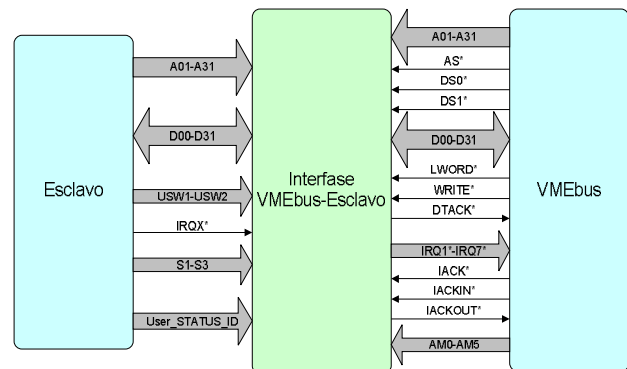 A01-A31
A01-A31
AS*
DS0*
DS1*
D00-D31
D00-D31
Esclavo
Interfase
VMEbus-Esclavo
VMEbus
LWORD*
USW1-USW2
WRITE*
DTACK*
IRQX*
IRQ1*-IRQ7*
S1-S3
IACK*
IACKIN*
User_STATUS_ID
IACKOUT*
AM0-AM5